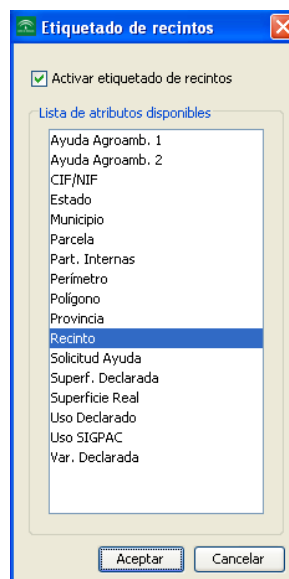 Etiquetado de recintos
Activar etiquetado de recintos
Lista de atributos disponibles
Ayuda Agroamb. 1
Ayuda Agroamb. 2
CIF/NIF
Estado
Municipio
Parcela
Part. Internas
Perímetro
Polígono
Provincia
Recinto
Solicitud Ayuda
Superf. Declarada
Superficie Real
Uso Declarado
Uso SIGPAC
Var. Declarada
Aceptar Cancelar